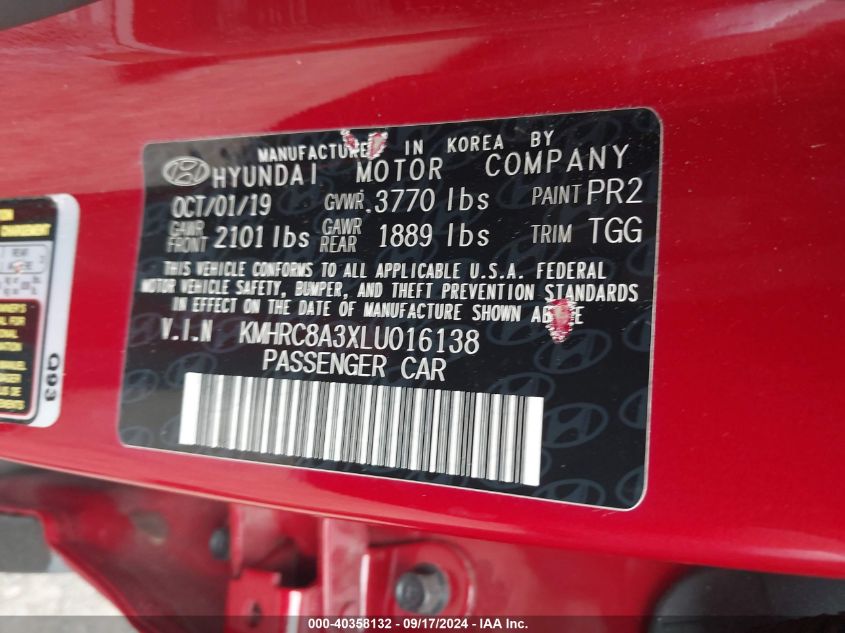 MANUFACTURED IN KOREA BY
HYUNDAI MOTOR COMPANY
OCT/01/19 GVWR 3770 lbs PAINT PR2
GAWR FRONT 2101 lbs GAWR REAR 1889 lbs TRIM TGG
THIS VEHICLE CONFORMS TO ALL APPLICABLE U.S.A. FEDERAL
MOTOR VEHICLE SAFETY, BUMPER, AND THEFT PREVENTION STANDARDS
IN EFFECT ON THE DATE OF MANUFACTURE SHOWN ABOVE
V.I.N KMHRC8A3XLU016138
PASSENGER CAR
REAR
Q93
000-40358132 - 09/17/2024 - IAA, Inc.